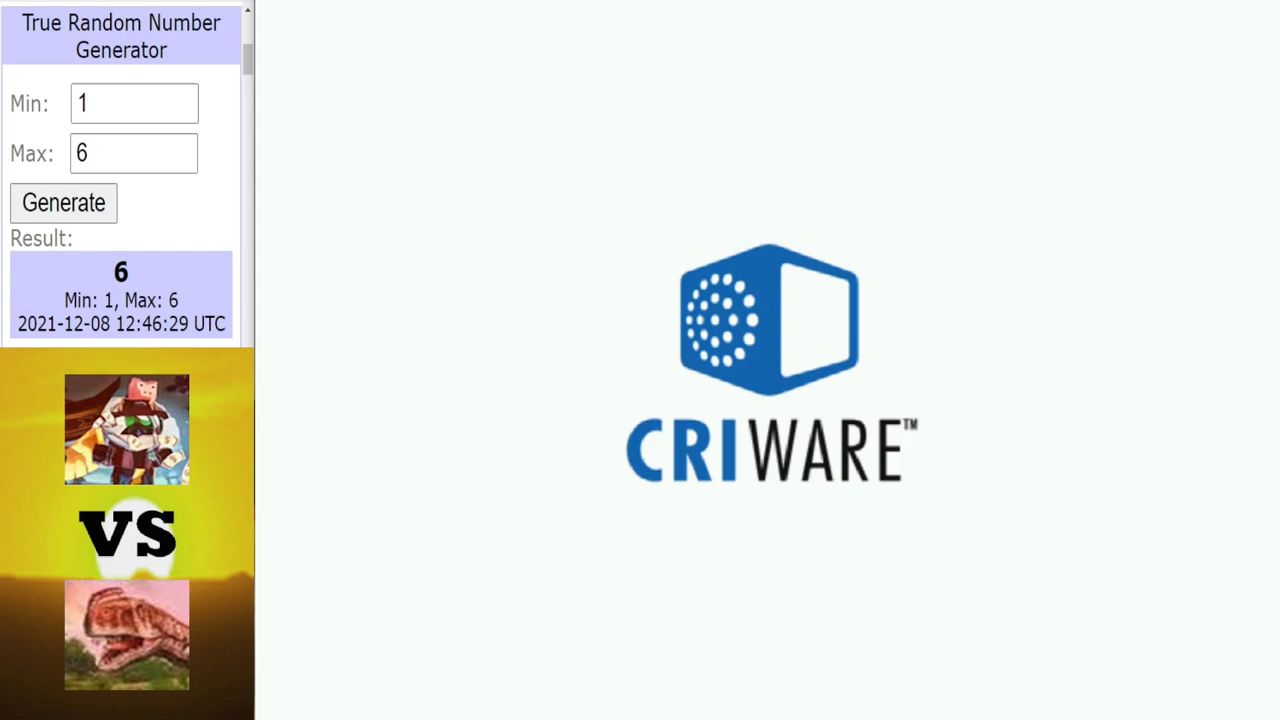 True Random Number
Generator
Min: 1
Max: 6
Generate
Result:
6
Min: 1, Max: 6
2021-12-08 12:46:29 UTC
VS
CRIWARE™